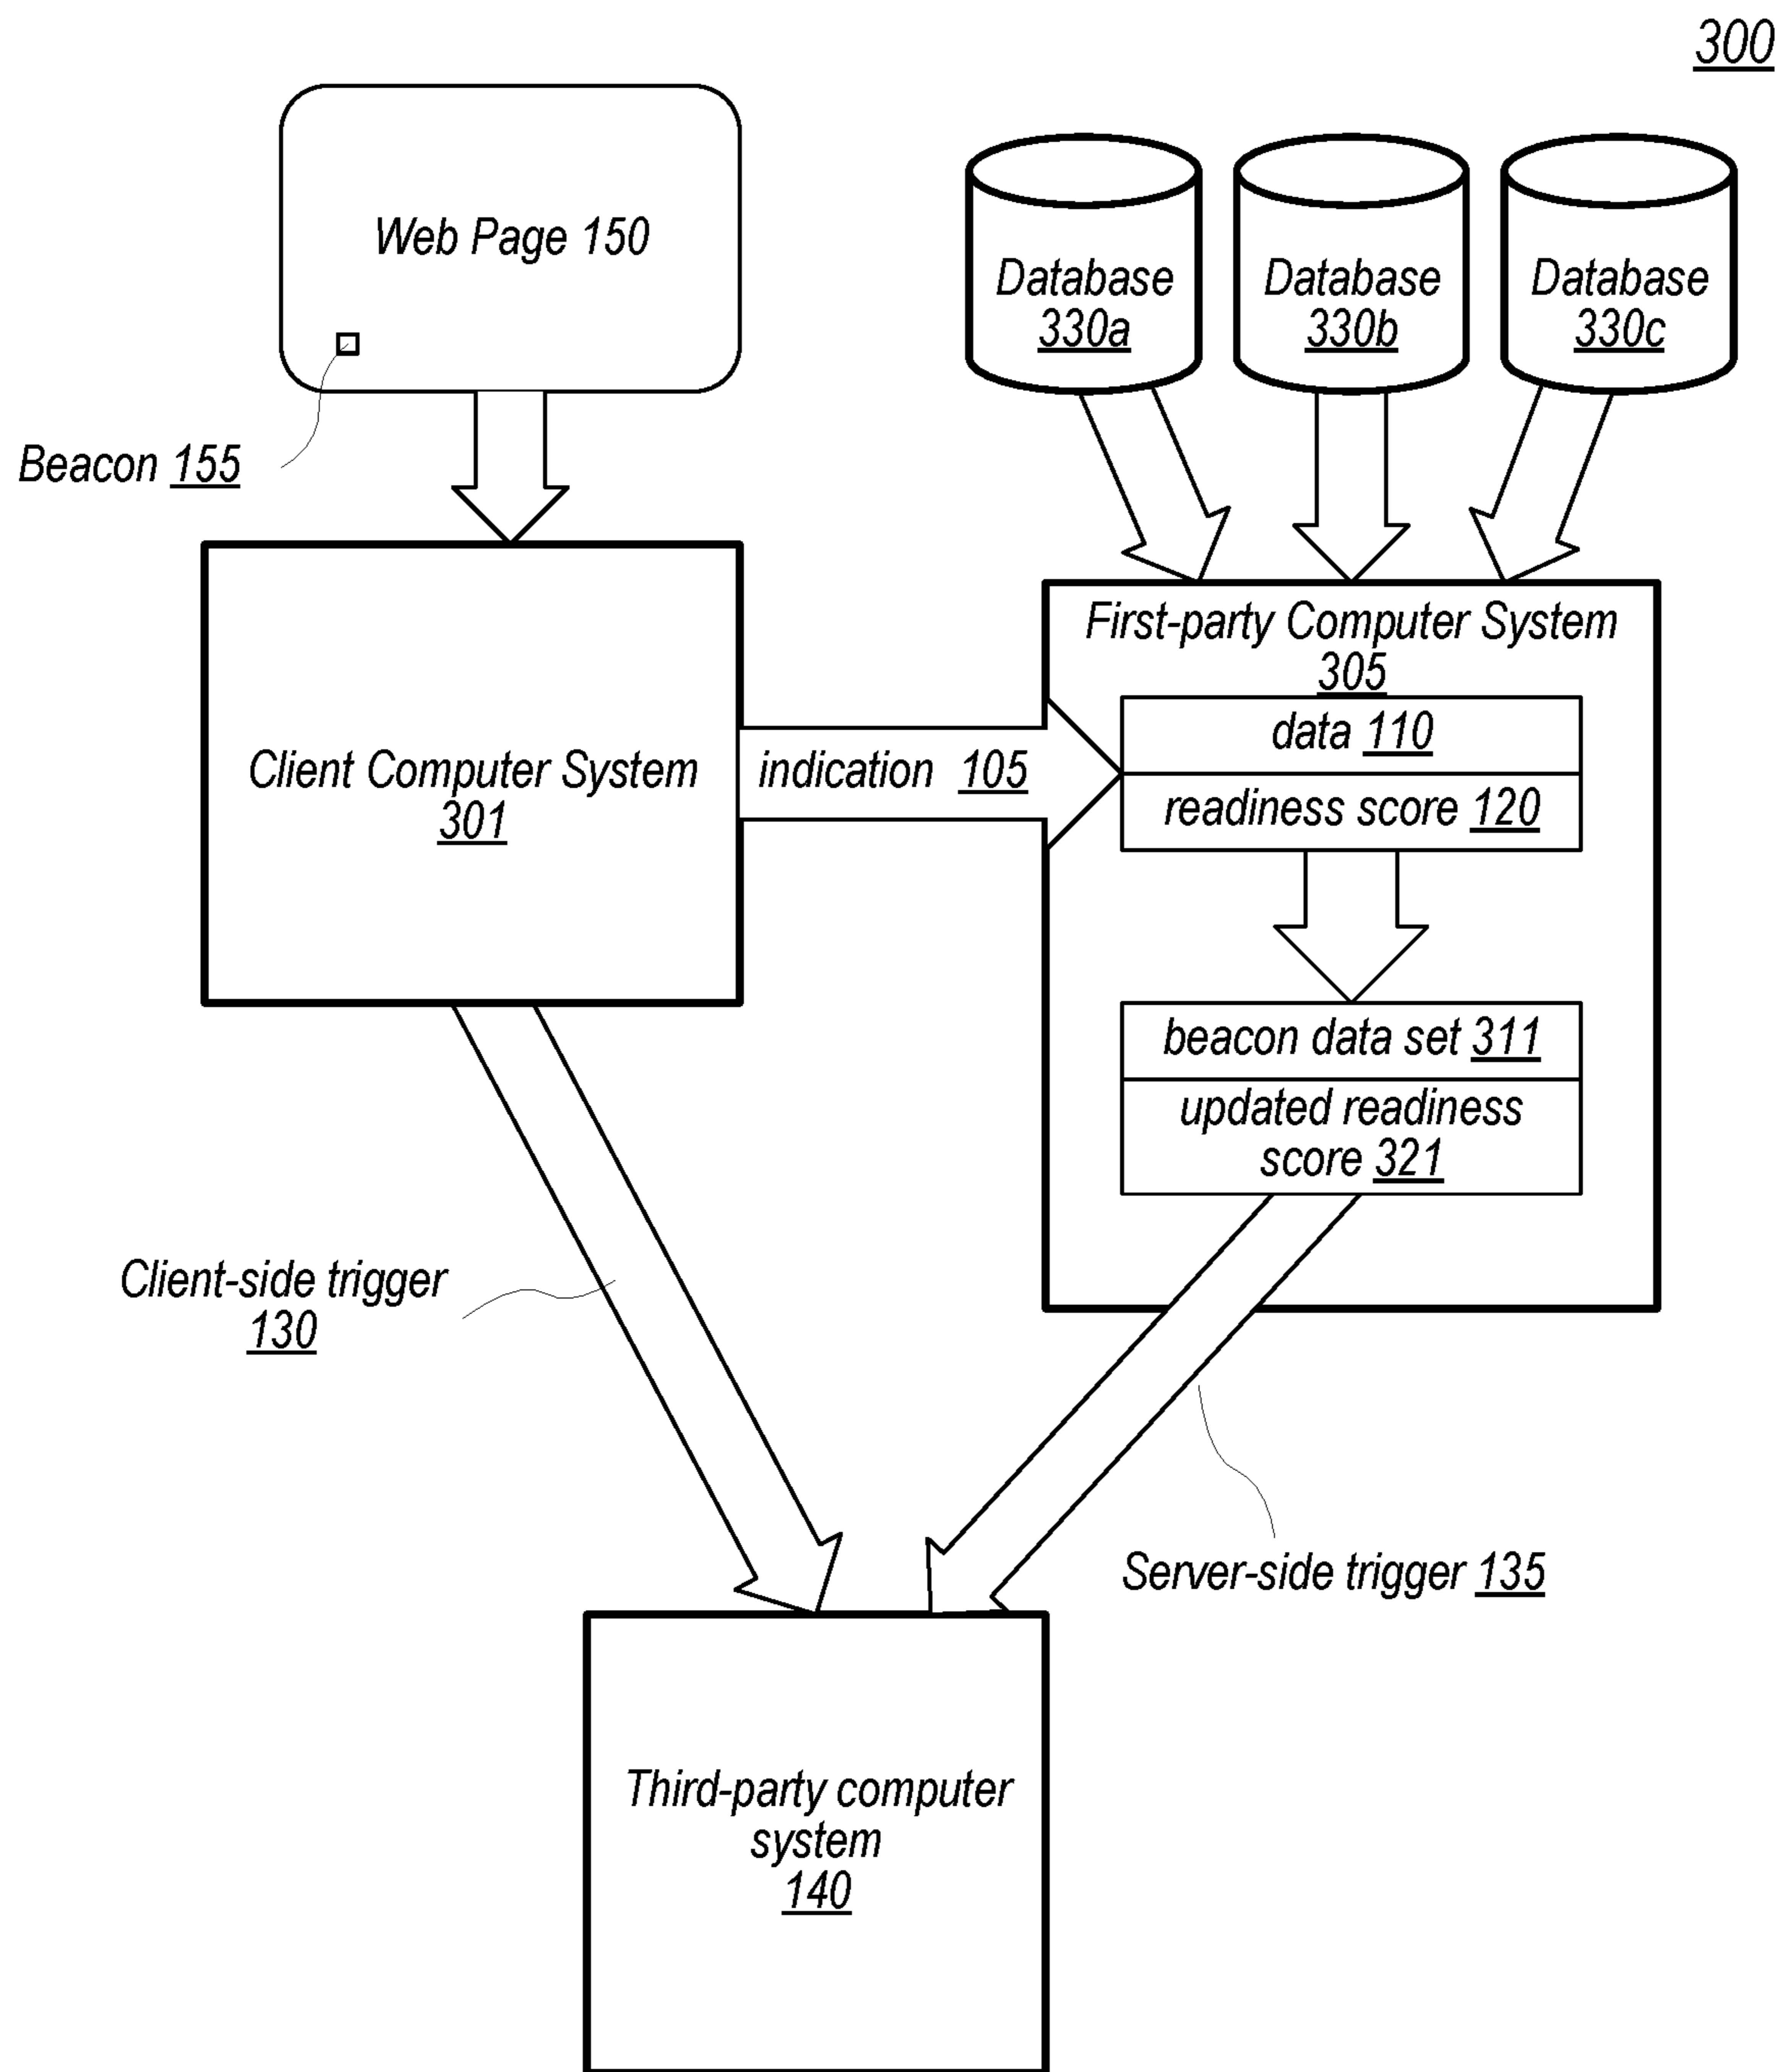 300
Web Page 150
Database
330a
Database
330b
Database
330c
Beacon 155
First-party Computer System
305
Client Computer System
301
indication 105
data 110
readiness score 120
beacon data set 311
updated readiness
score 321
Client-side trigger
130
Server-side trigger 135
Third-party computer
system
140